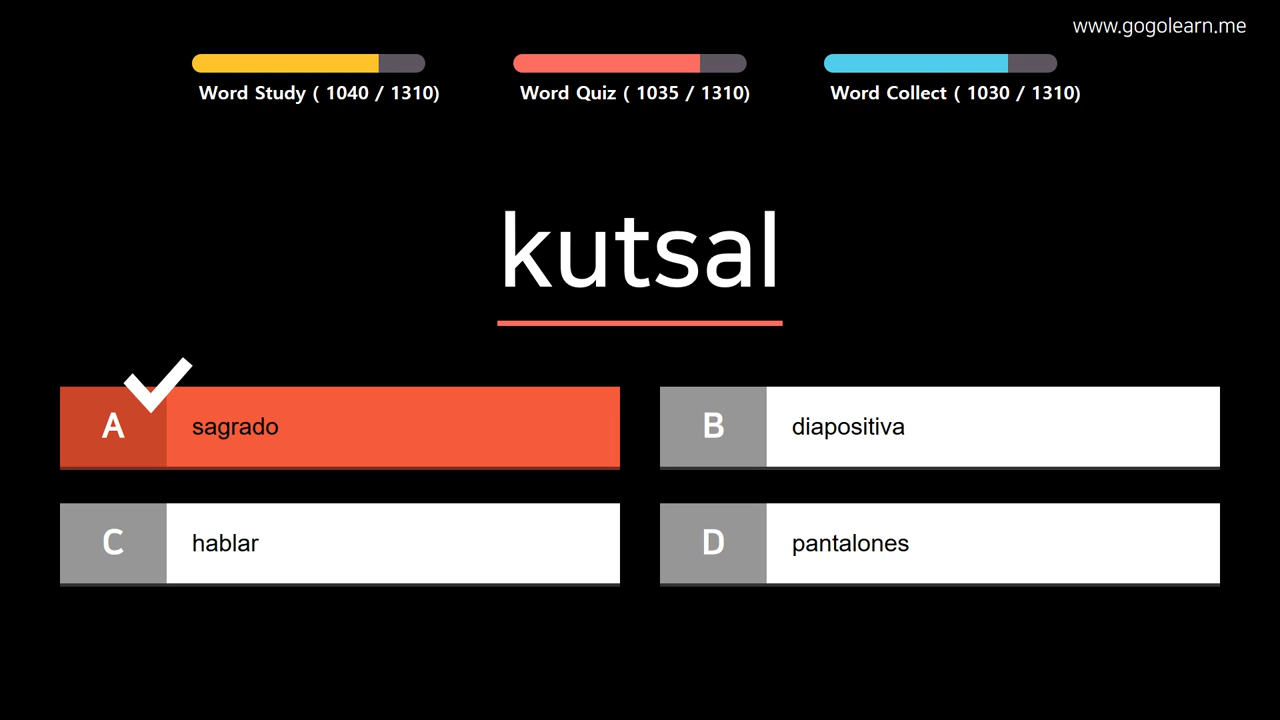 www.gogolearn.me
Word Study ( 1040 / 1310)
Word Quiz ( 1035 / 1310)
Word Collect ( 1030 / 1310)
kutsal
A sagrado
B diapositiva
C hablar
D pantalones